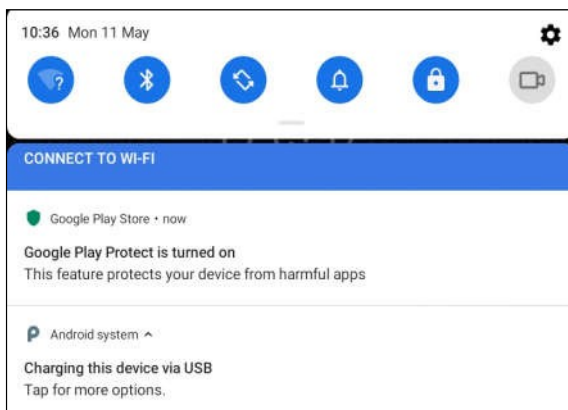 10:36 Mon 11 May
?
CONNECT TO WI-FI
Google Play Store • now
Google Play Protect is turned on
This feature protects your device from harmful apps
Android system
Charging this device via USB
Tap for more options.